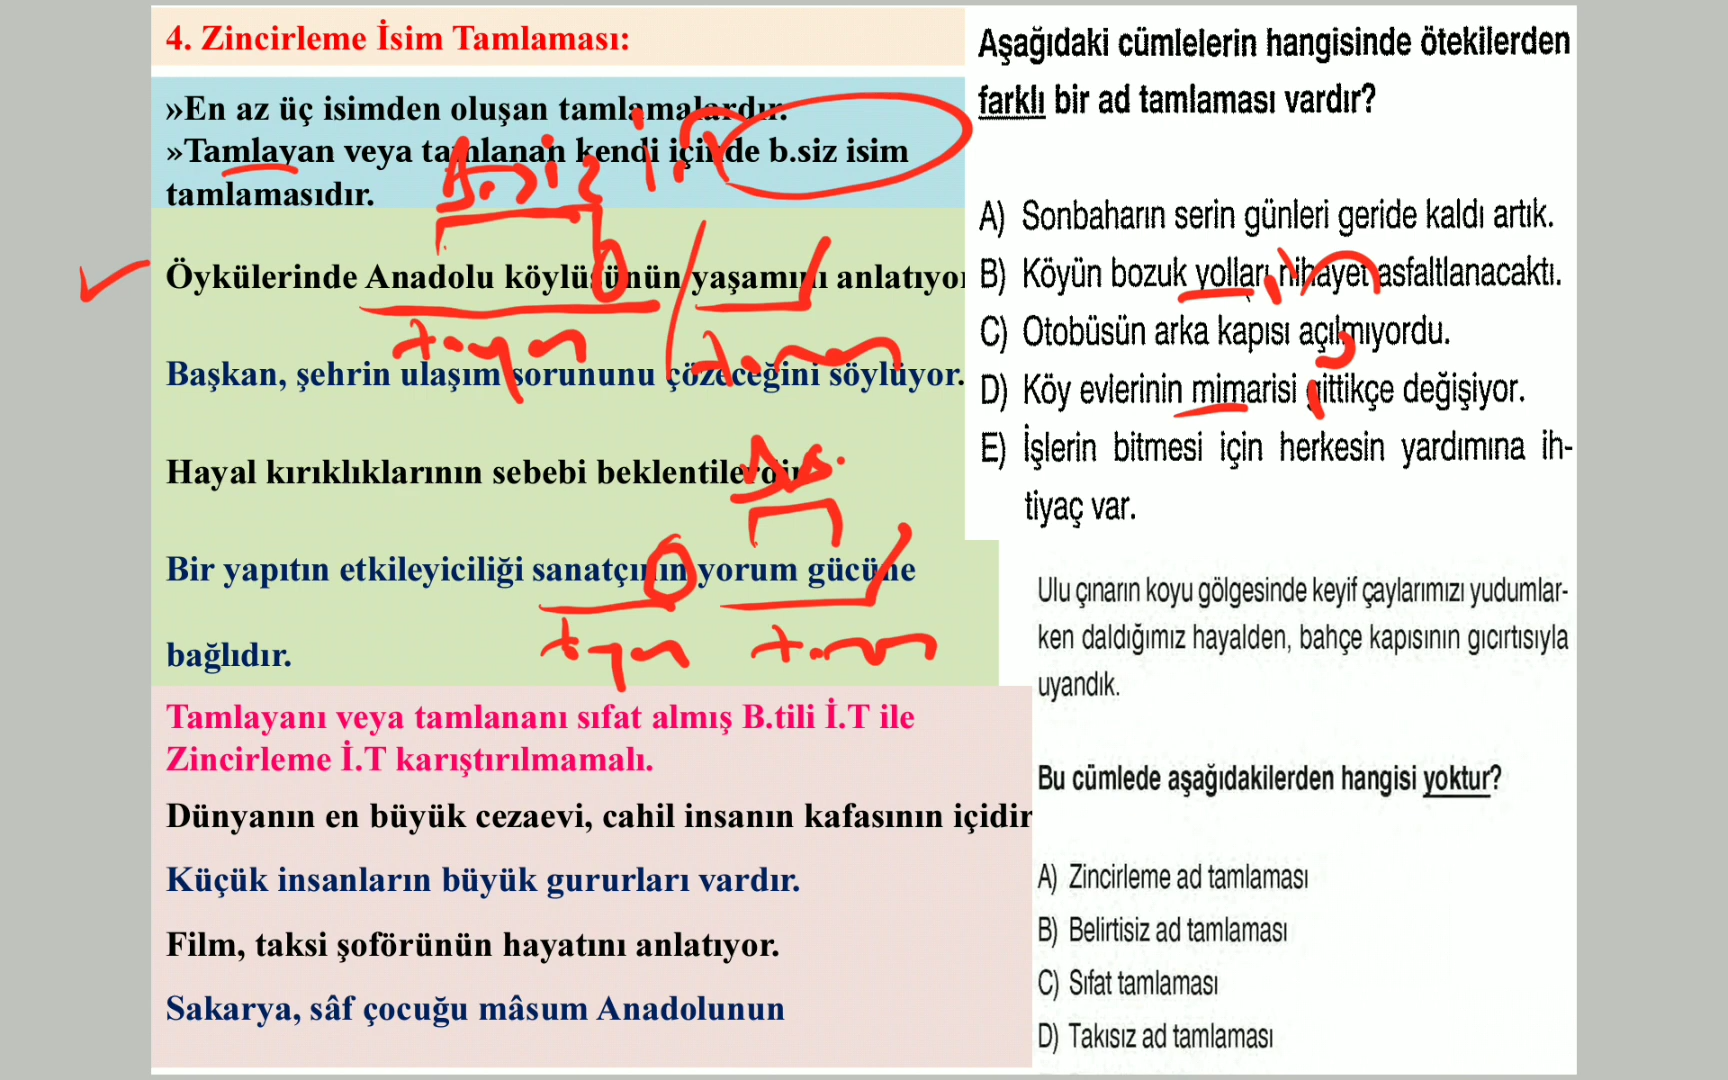 4. Zincirleme İsim Tamlaması:
»En az üç isimden oluşan tamlamalardır.
»Tamlayan veya tamlanan kendi içinde b.siz isim
tamlamasıdır.
Öykülerinde Anadolu köylüsünün yaşamını anlatıyor
Başkan, şehrin ulaşım sorununu çözeceğini söylüyor.
Hayal kırıklıklarının sebebi beklentilerdir
Bir yapıtın etkileyiciliği sanatçının yorum gücüne
bağlıdır.
Tamlayanı veya tamlananı sıfat almış B.tili İ.T ile
Zincirleme İ.T karıştırılmamalı.
Dünyanın en büyük cezaevi, cahil insanın kafasının içidir
Küçük insanların büyük gururları vardır.
Film, taksi şoförünün hayatını anlatıyor.
Sakarya, sâf çocuğu mâsum Anadolunun
Aşağıdaki cümlelerin hangisinde ötekilerden
farklı bir ad tamlaması vardır?
A) Sonbaharın serin günleri geride kaldı artık.
B) Köyün bozuk yolları nihayet asfaltlanacaktı.
C) Otobüsün arka kapısı açılmıyordu.
D) Köy evlerinin mimarisi gittikçe değişiyor.
E) İşlerin bitmesi için herkesin yardımına ih-
tiyaç var.
Ulu çınarın koyu gölgesinde keyif çaylarımızı yudumlar-
ken daldığımız hayalden, bahçe kapısının gıcırtısıyla
uyandık.
Bu cümlede aşağıdakilerden hangisi yoktur?
A) Zincirleme ad tamlaması
B) Belirtisiz ad tamlaması
C) Sıfat tamlaması
D) Takısız ad tamlaması